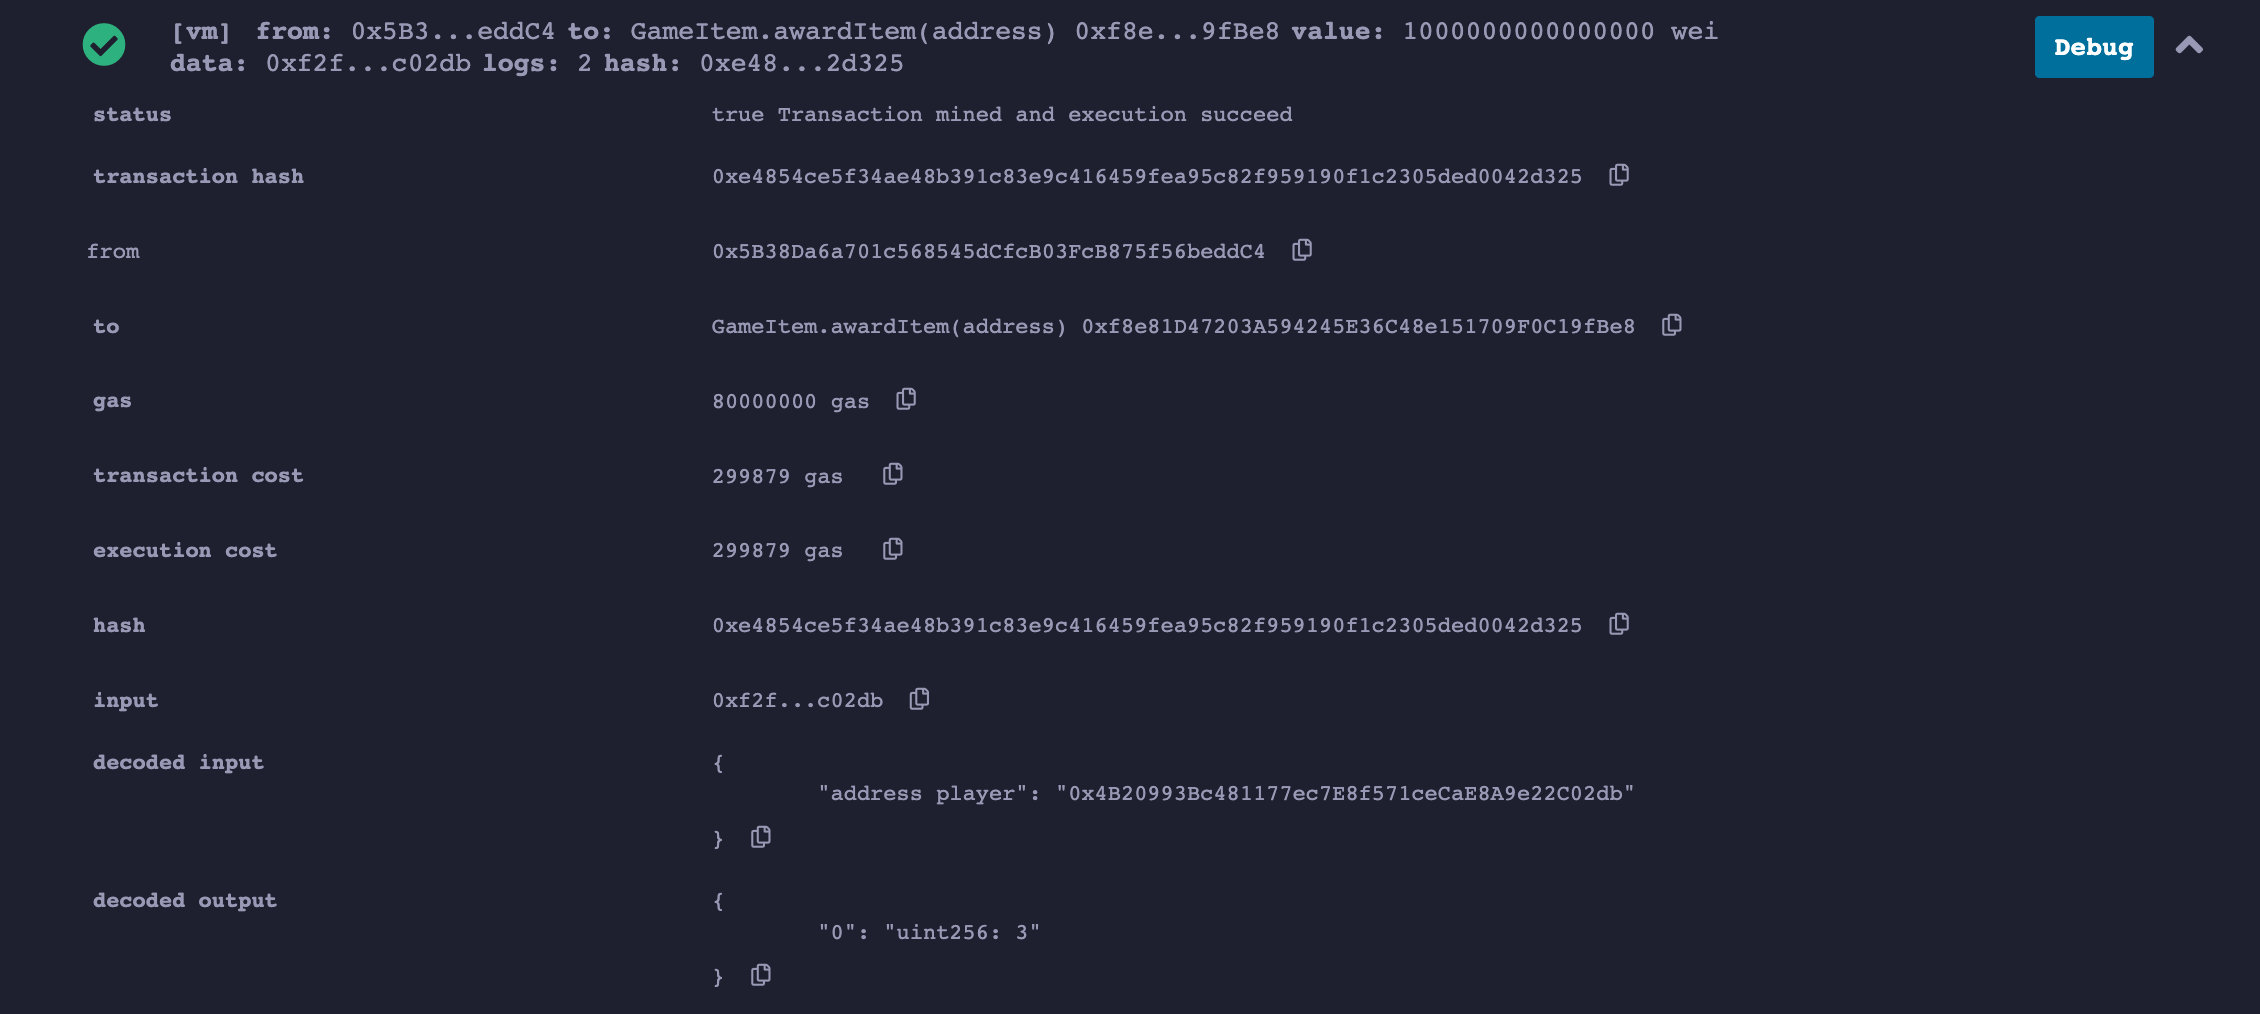 [vm] from: 0x5B3...eddC4 to: GameItem.awardItem(address) 0xf8e...9fBe8 value: 1000000000000000 wei
data: 0xf2f...c02db logs: 2 hash: 0xe48...2d325
Debug
status true Transaction mined and execution succeed
transaction hash 0xe4854ce5f34ae48b391c83e9c416459fea95c82f959190f1c2305ded0042d325
from 0x5B38Da6a701c568545dCfcB03FcB875f56beddC4
to GameItem.awardItem(address) 0xf8e81D47203A594245E36C48e151709F0C19fBe8
gas 80000000 gas
transaction cost 299879 gas
execution cost 299879 gas
hash 0xe4854ce5f34ae48b391c83e9c416459fea95c82f959190f1c2305ded0042d325
input 0xf2f...c02db
decoded input {
"address player": "0x4B20993Bc481177ec7E8f571ceCaE8A9e22C02db"
}
decoded output {
"0": "uint256: 3"
}